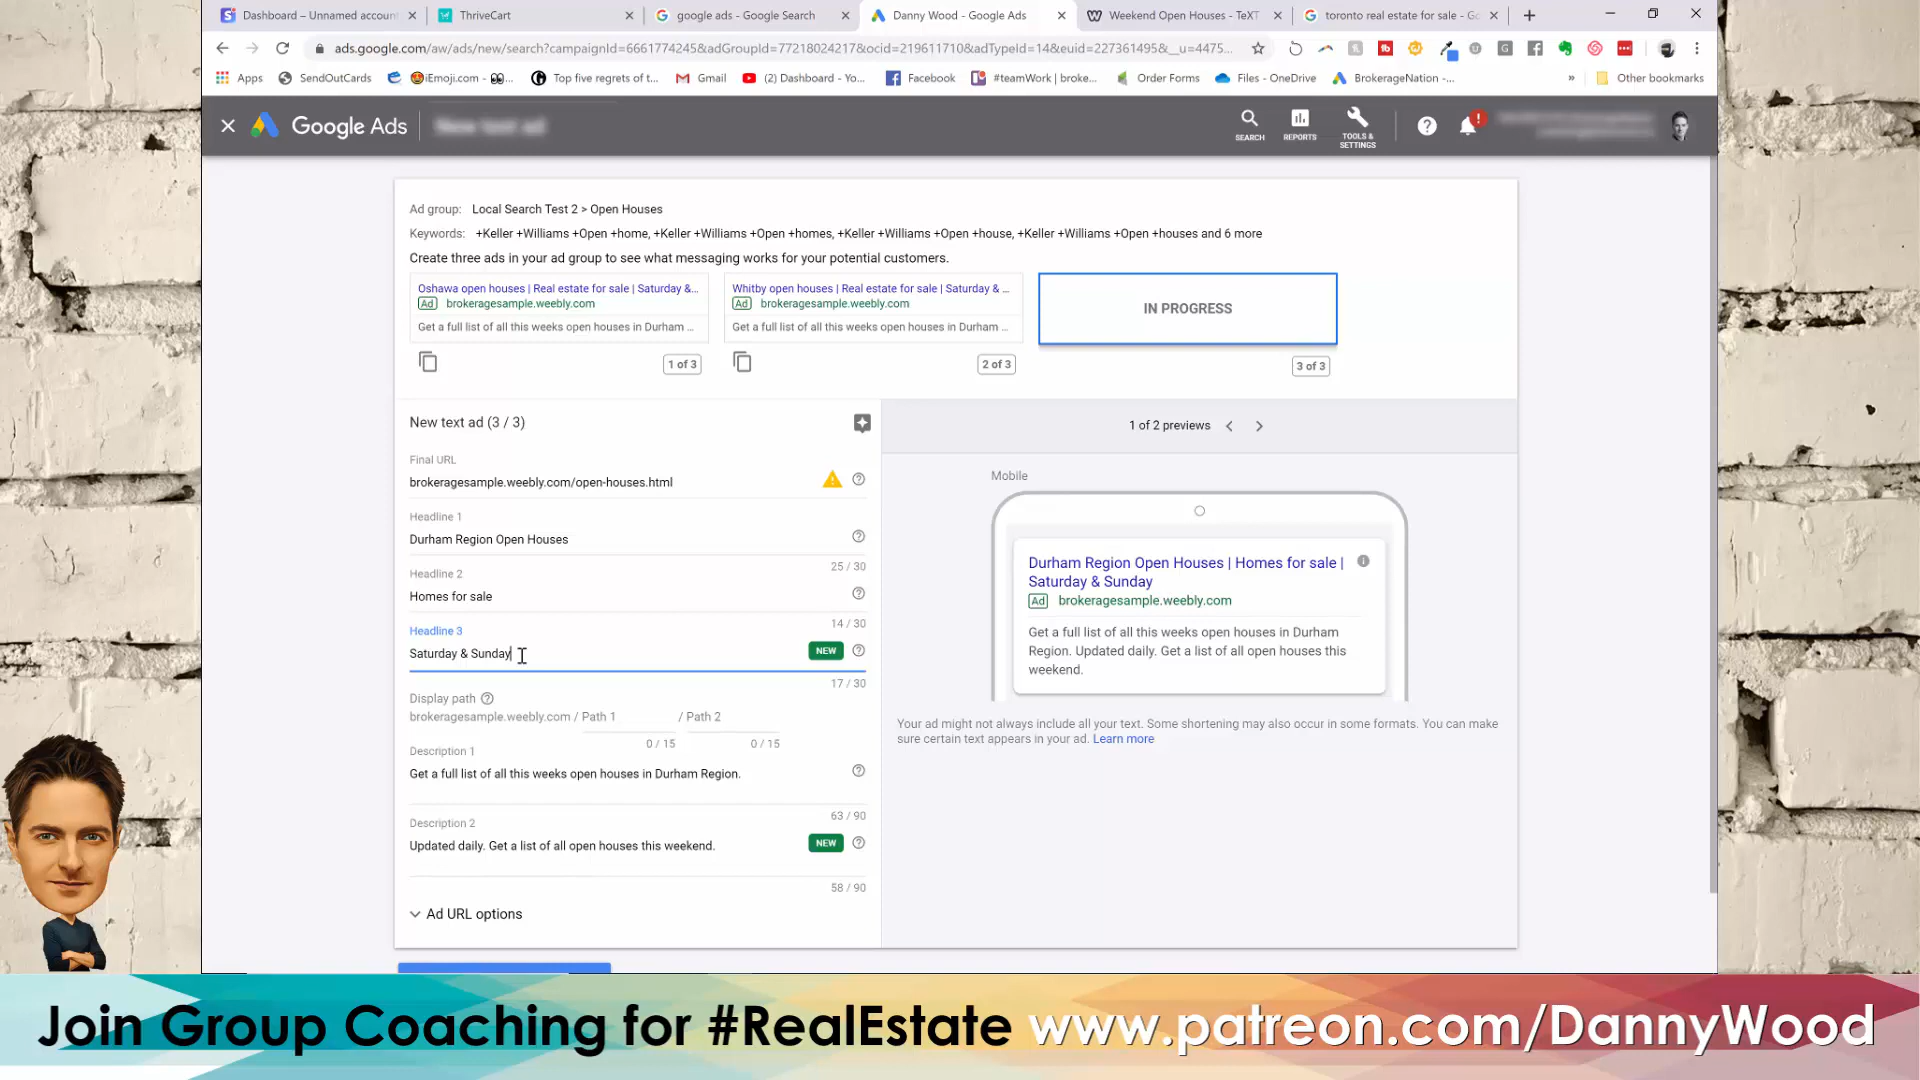 Dashboard – Unnamed accoun
ThriveCart
google ads - Google Search
Danny Wood - Google Ads
Weekend Open Houses - TeXT
toronto real estate for sale - Go
ads.google.com/aw/ads/new/search?campaignId=6661774245&adGroupId=77218024217&ocid=219611710&adTypeId=14&euid=227361495&__u=4475...
Apps
SendOutCards
iEmoji.com -
Top five regrets of t...
Gmail
(2) Dashboard - Yo...
Facebook
#teamWork | broke...
Order Forms
Files - OneDrive
BrokerageNation -...
»
Other bookmarks
Google Ads
New text ad
SEARCH
REPORTS
TOOLS &
SETTINGS
Ad group: Local Search Test 2 > Open Houses
Keywords: +Keller +Williams +Open +home, +Keller +Williams +Open +homes, +Keller +Williams +Open +house, +Keller +Williams +Open +houses and 6 more
Create three ads in your ad group to see what messaging works for your potential customers.
Oshawa open houses | Real estate for sale | Saturday &...
Ad brokeragesample.weebly.com
Get a full list of all this weeks open houses in Durham ...
1 of 3
Whitby open houses | Real estate for sale | Saturday & ...
Ad brokeragesample.weebly.com
Get a full list of all this weeks open houses in Durham ...
2 of 3
IN PROGRESS
3 of 3
New text ad (3 / 3)
Final URL
brokeragesample.weebly.com/open-houses.html
Headline 1
Durham Region Open Houses
25 / 30
Headline 2
Homes for sale
14 / 30
Headline 3
Saturday & Sunday
NEW
17 / 30
Display path
brokeragesample.weebly.com / Path 1 / Path 2
0 / 15 0 / 15
Description 1
Get a full list of all this weeks open houses in Durham Region.
63 / 90
Description 2
Updated daily. Get a list of all open houses this weekend.
NEW
58 / 90
Ad URL options
1 of 2 previews
Mobile
Durham Region Open Houses | Homes for sale |
Saturday & Sunday
Ad brokeragesample.weebly.com
Get a full list of all this weeks open houses in Durham
Region. Updated daily. Get a list of all open houses this
weekend.
Your ad might not always include all your text. Some shortening may also occur in some formats. You can make
sure certain text appears in your ad. Learn more
Join Group Coaching for #RealEstate www.patreon.com/DannyWood